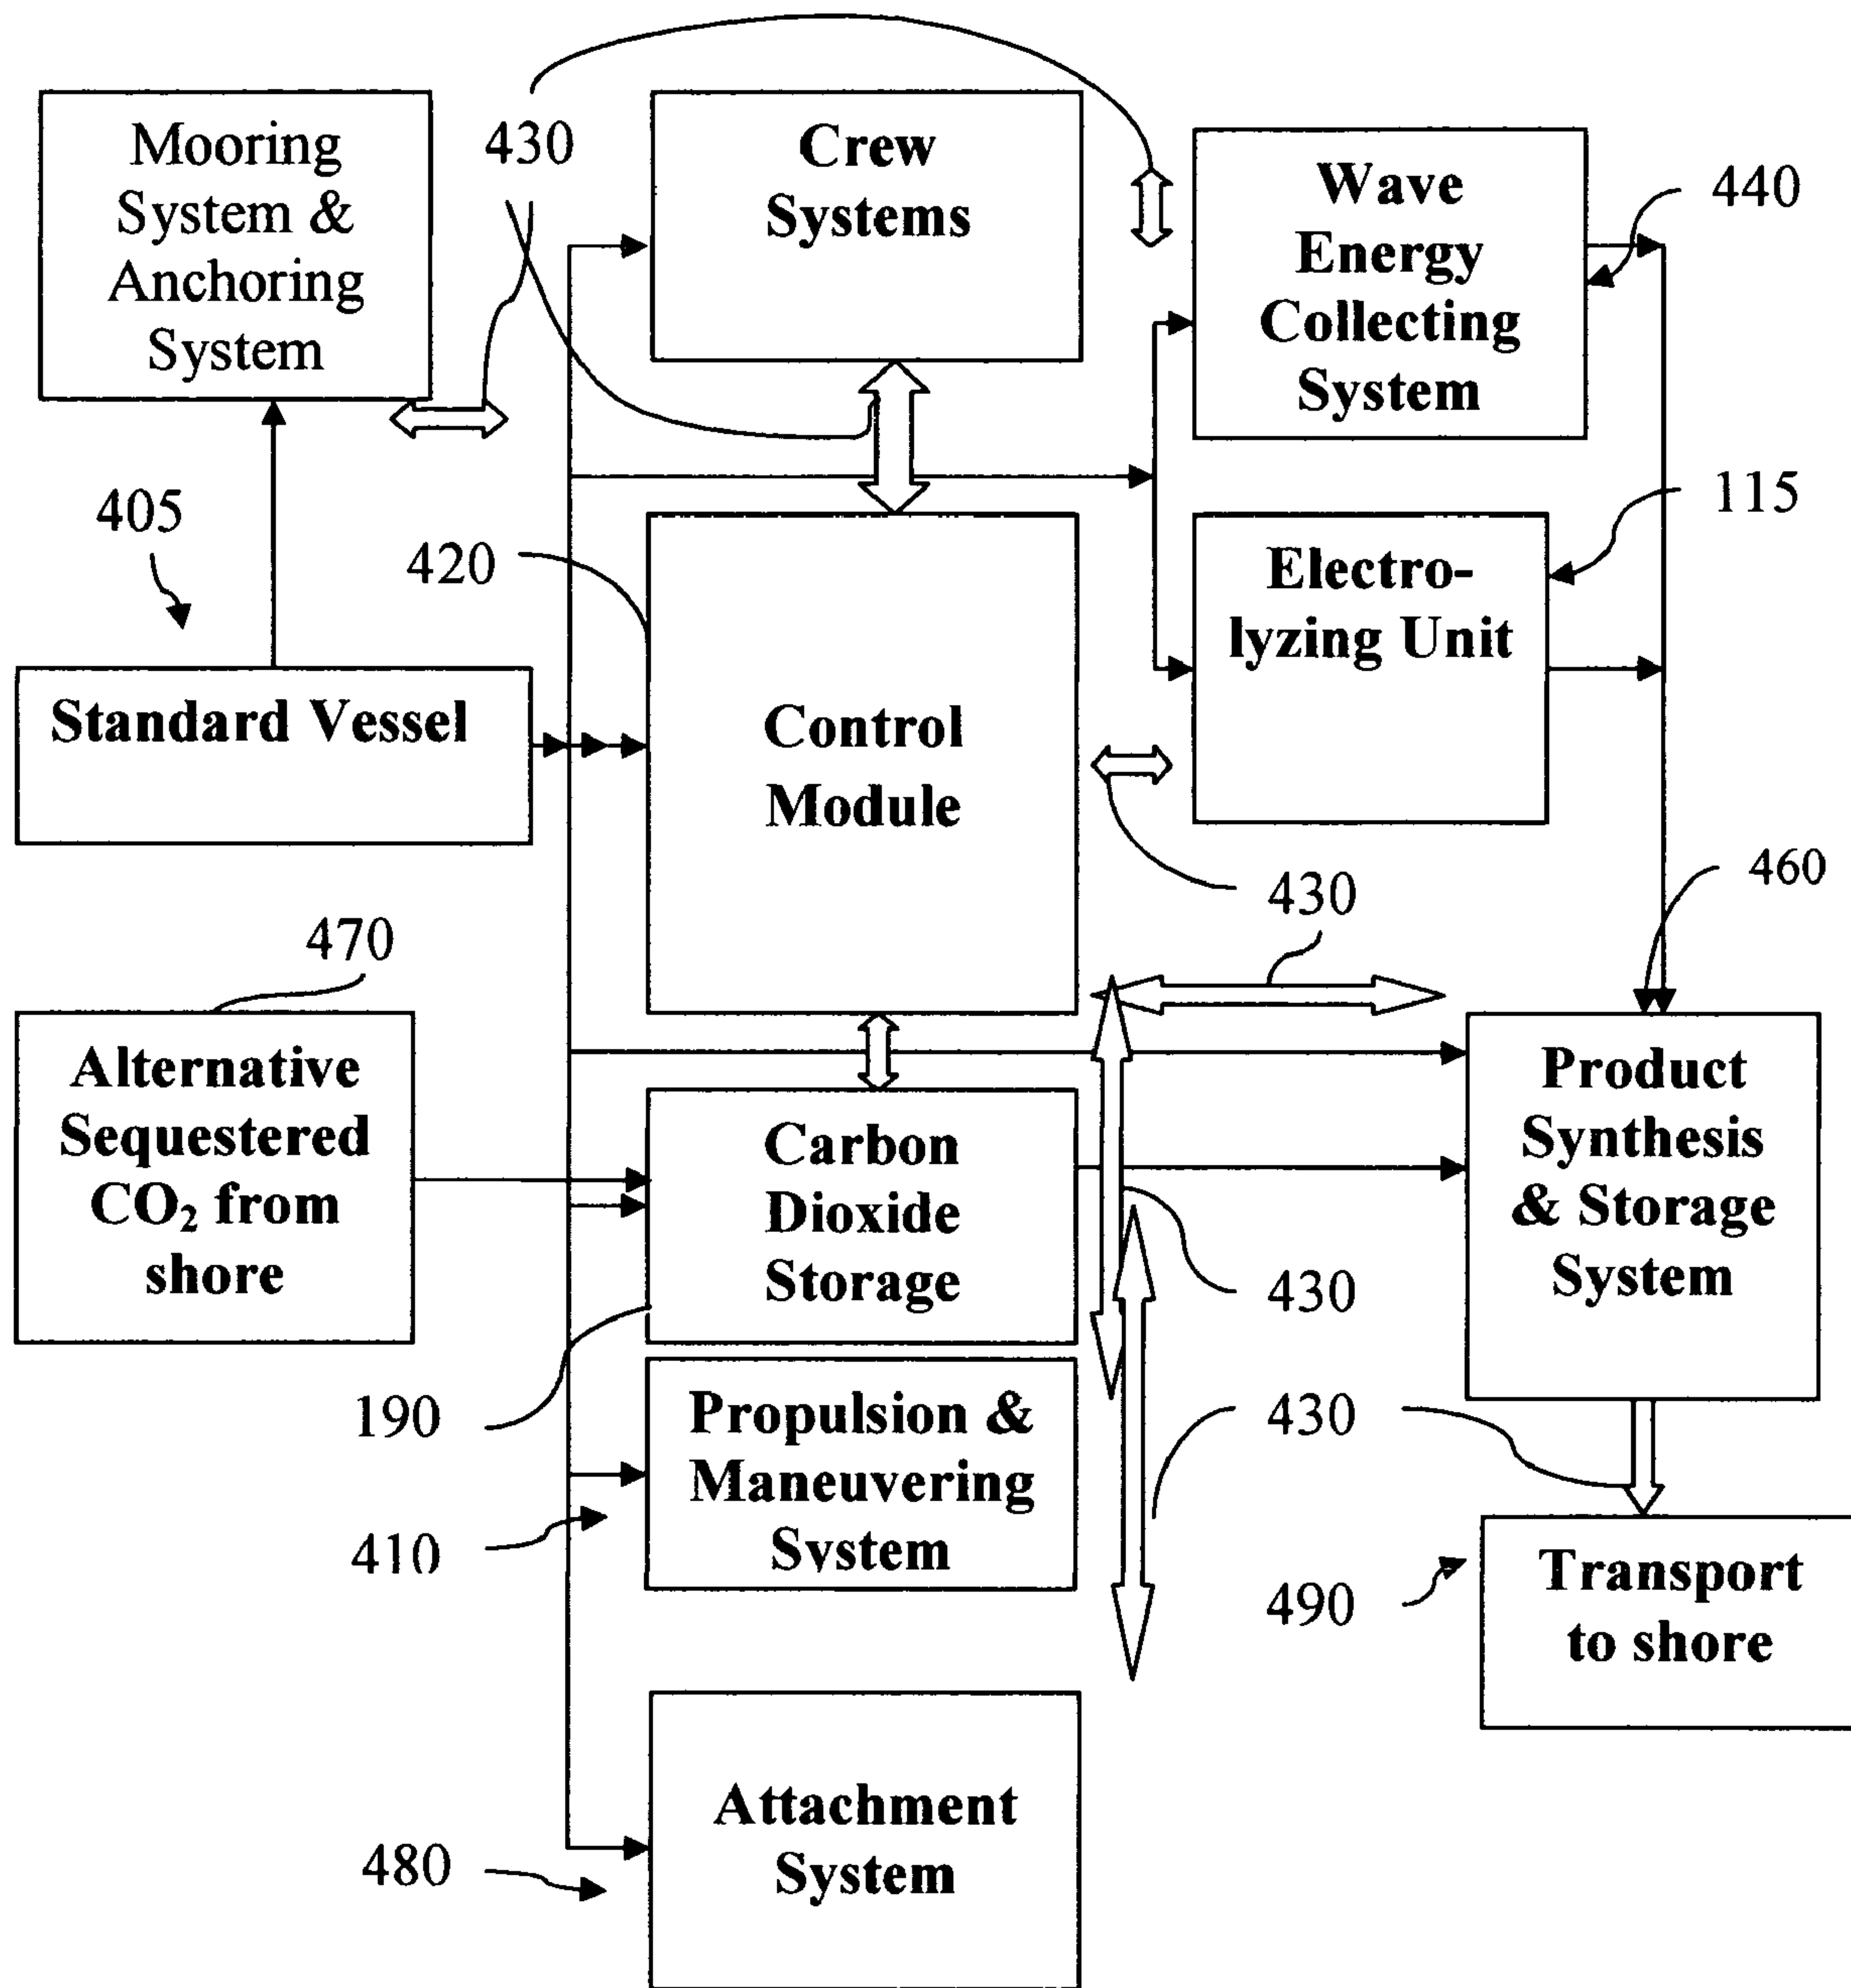 Mooring
System &
Anchoring
System
430
Crew
Systems
Wave
Energy
Collecting
System
440
405
420
Electro-
lyzing Unit
115
Standard Vessel
Control
Module
430
460
470
430
Alternative
Sequestered
CO₂ from
shore
Carbon
Dioxide
Storage
Product
Synthesis
& Storage
System
430
190
Propulsion &
Maneuvering
System
430
410
490
Transport
to shore
Attachment
System
480